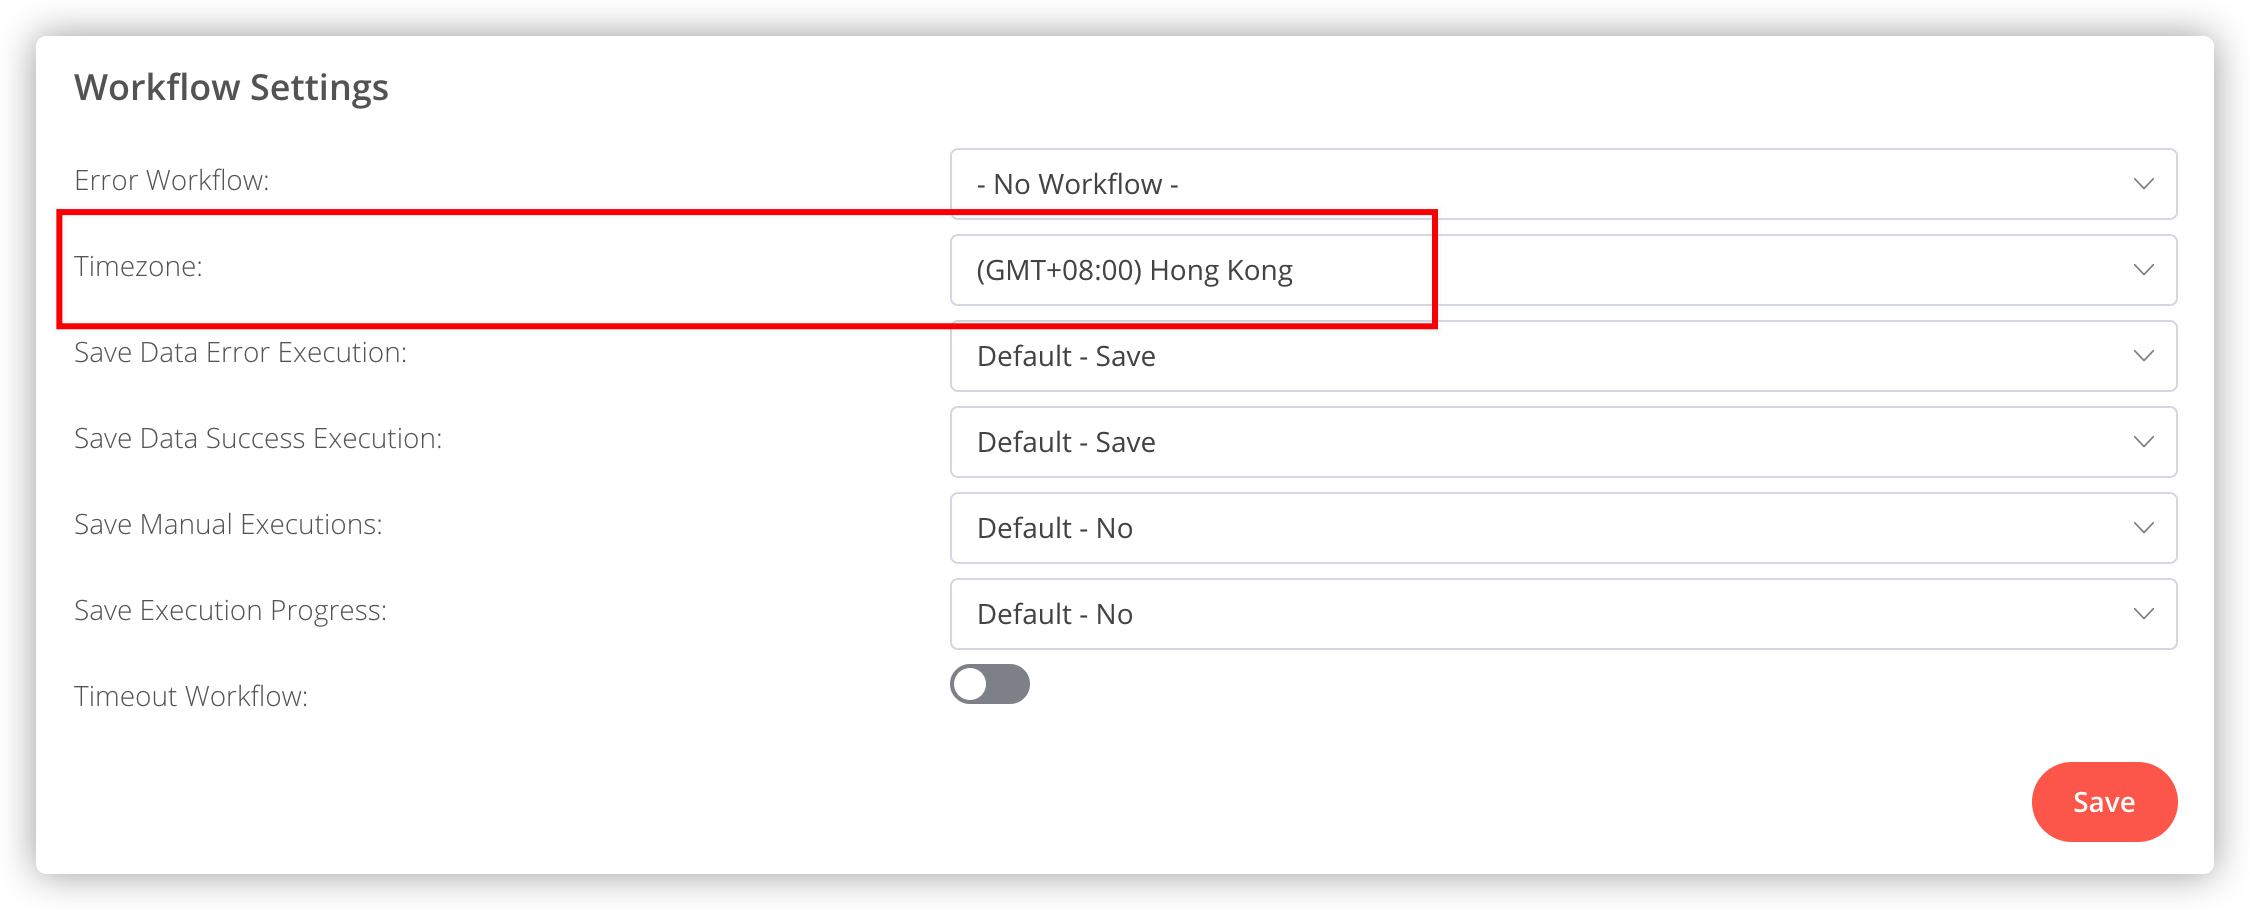 Workflow Settings
Error Workflow:
- No Workflow -
Timezone:
(GMT+08:00) Hong Kong
Save Data Error Execution:
Default - Save
Save Data Success Execution:
Default - Save
Save Manual Executions:
Default - No
Save Execution Progress:
Default - No
Timeout Workflow:
Save